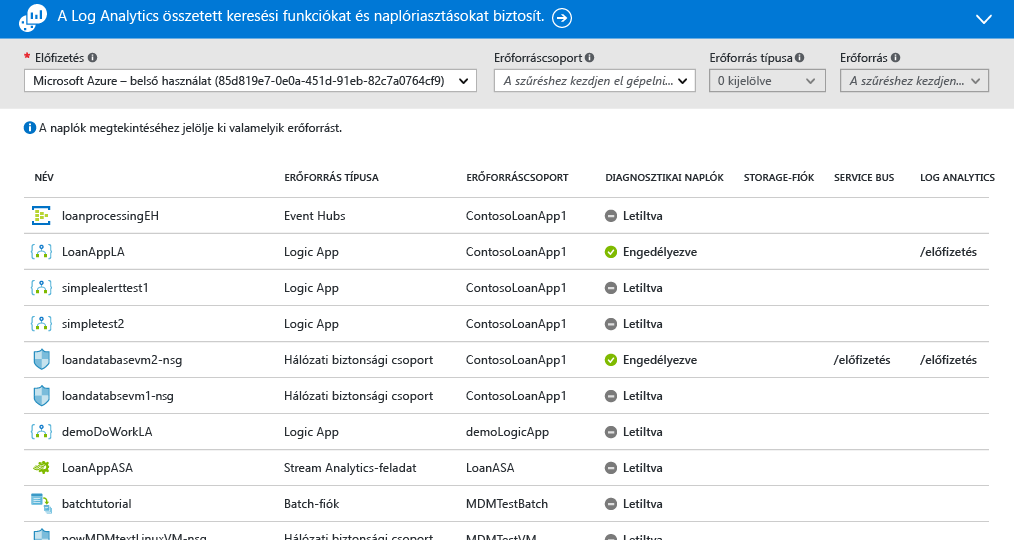 A Log Analytics összetett keresési funkciókat és naplóriasztásokat biztosít.
* Előfizetés Erőforráscsoport Erőforrás típusa Erőforrás
Microsoft Azure – belső használat (85d819e7-0e0a-451d-91eb-82c7a0764cf9) A szűréshez kezdjen el gépelni... 0 kijelölve A szűréshez kezdjen...
A naplók megtekintéséhez jelölje ki valamelyik erőforrást.
NÉV ERŐFORRÁS TÍPUSA ERŐFORRÁSCSOPORT DIAGNOSZTIKAI NAPLÓK STORAGE-FIÓK SERVICE BUS LOG ANALYTICS
loanprocessingEH Event Hubs ContosoLoanApp1 Letiltva
LoanAppLA Logic App ContosoLoanApp1 Engedélyezve /előfizetés
simplealerttest1 Logic App ContosoLoanApp1 Letiltva
simpletest2 Logic App ContosoLoanApp1 Letiltva
loandatabasevm2-nsg Hálózati biztonsági csoport ContosoLoanApp1 Engedélyezve /előfizetés /előfizetés
loandatabsevm1-nsg Hálózati biztonsági csoport ContosoLoanApp1 Letiltva
demoDoWorkLA Logic App demoLogicApp Letiltva
LoanAppASA Stream Analytics-feladat LoanASA Letiltva
batchtutorial Batch-fiók MDMTestBatch Letiltva
nowMDMtextLinuxVM-nsg Hálózati biztonsági csoport MDMTestVM Letiltva